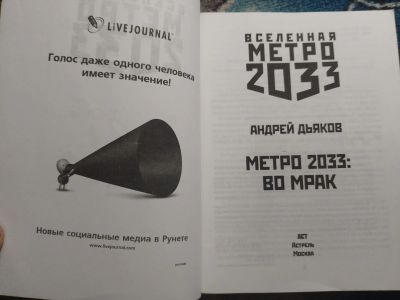 LiVEJOURNAL™
Голос даже одного человека
имеет значение!
Новые социальные медиа в Рунете
www.livejournal.com
ВСЕЛЕННАЯ
МЕТРО
2033
АНДРЕЙ ДЬЯКОВ
МЕТРО 2033:
ВО МРАК
АСТ
Астрель
Москва